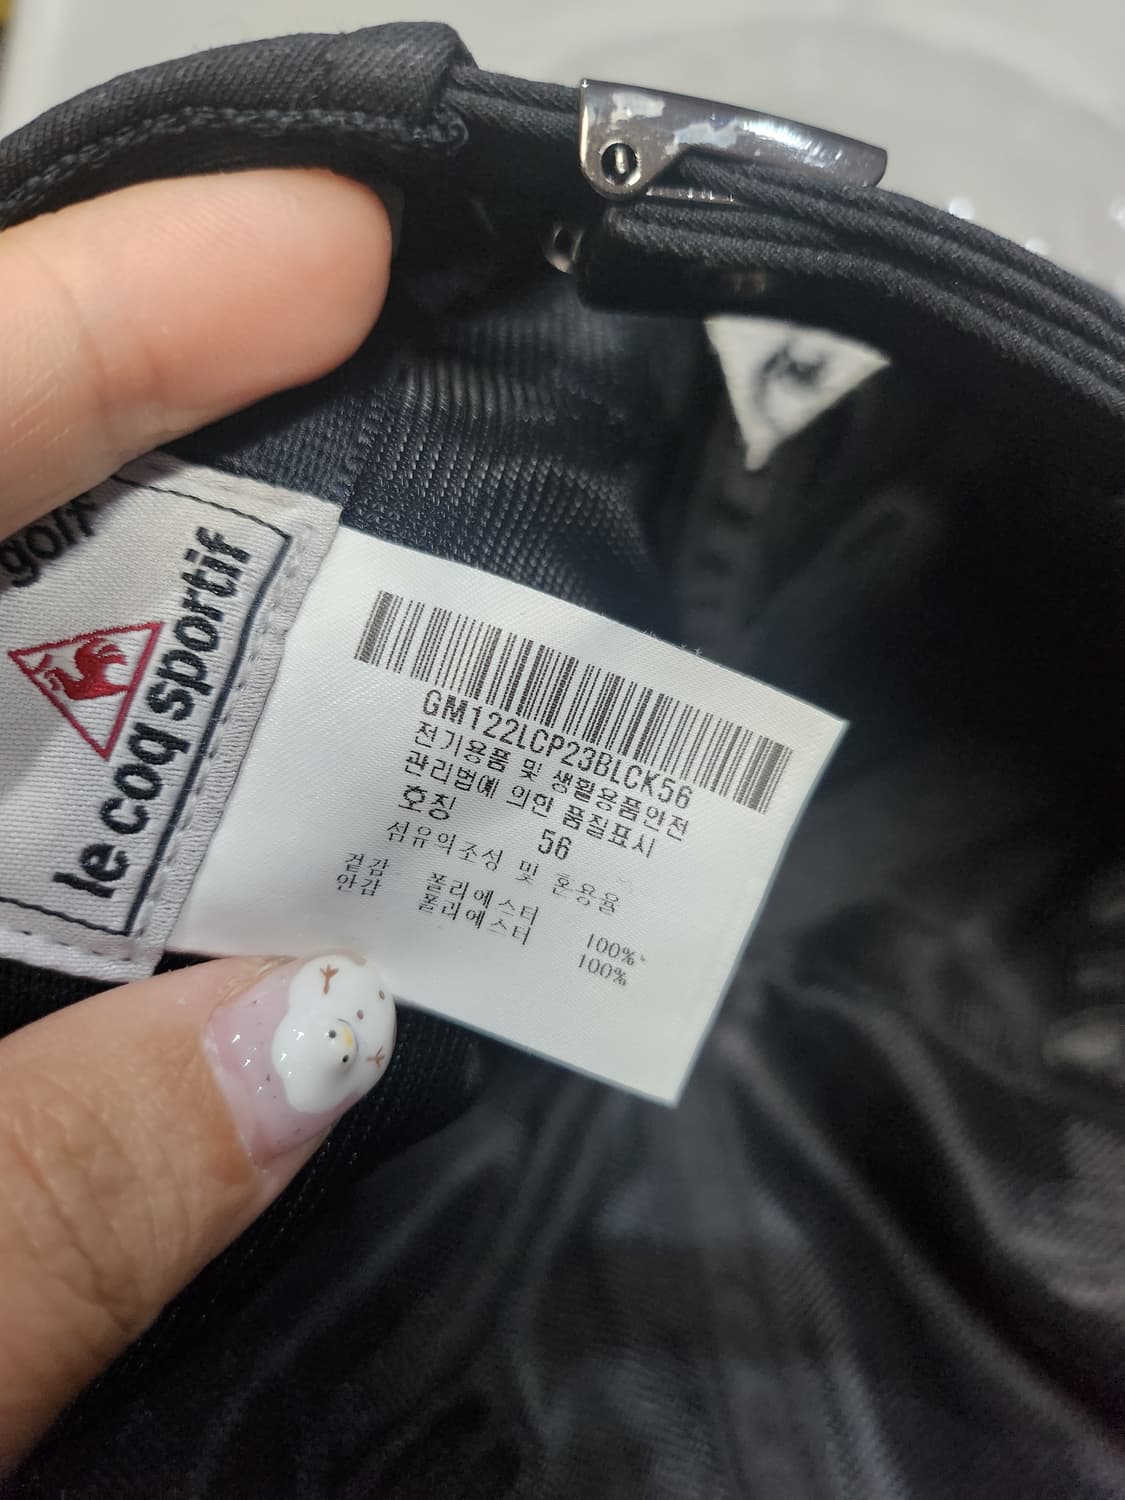 golf
le coq sportif
GM122LCP23BLCK56
전기용품 및 생활용품안전
관리법에 의한 품질표시
호칭 56
섬유의조성 및 혼용율
겉감 폴리에스터 100%
안감 폴리에스터 100%